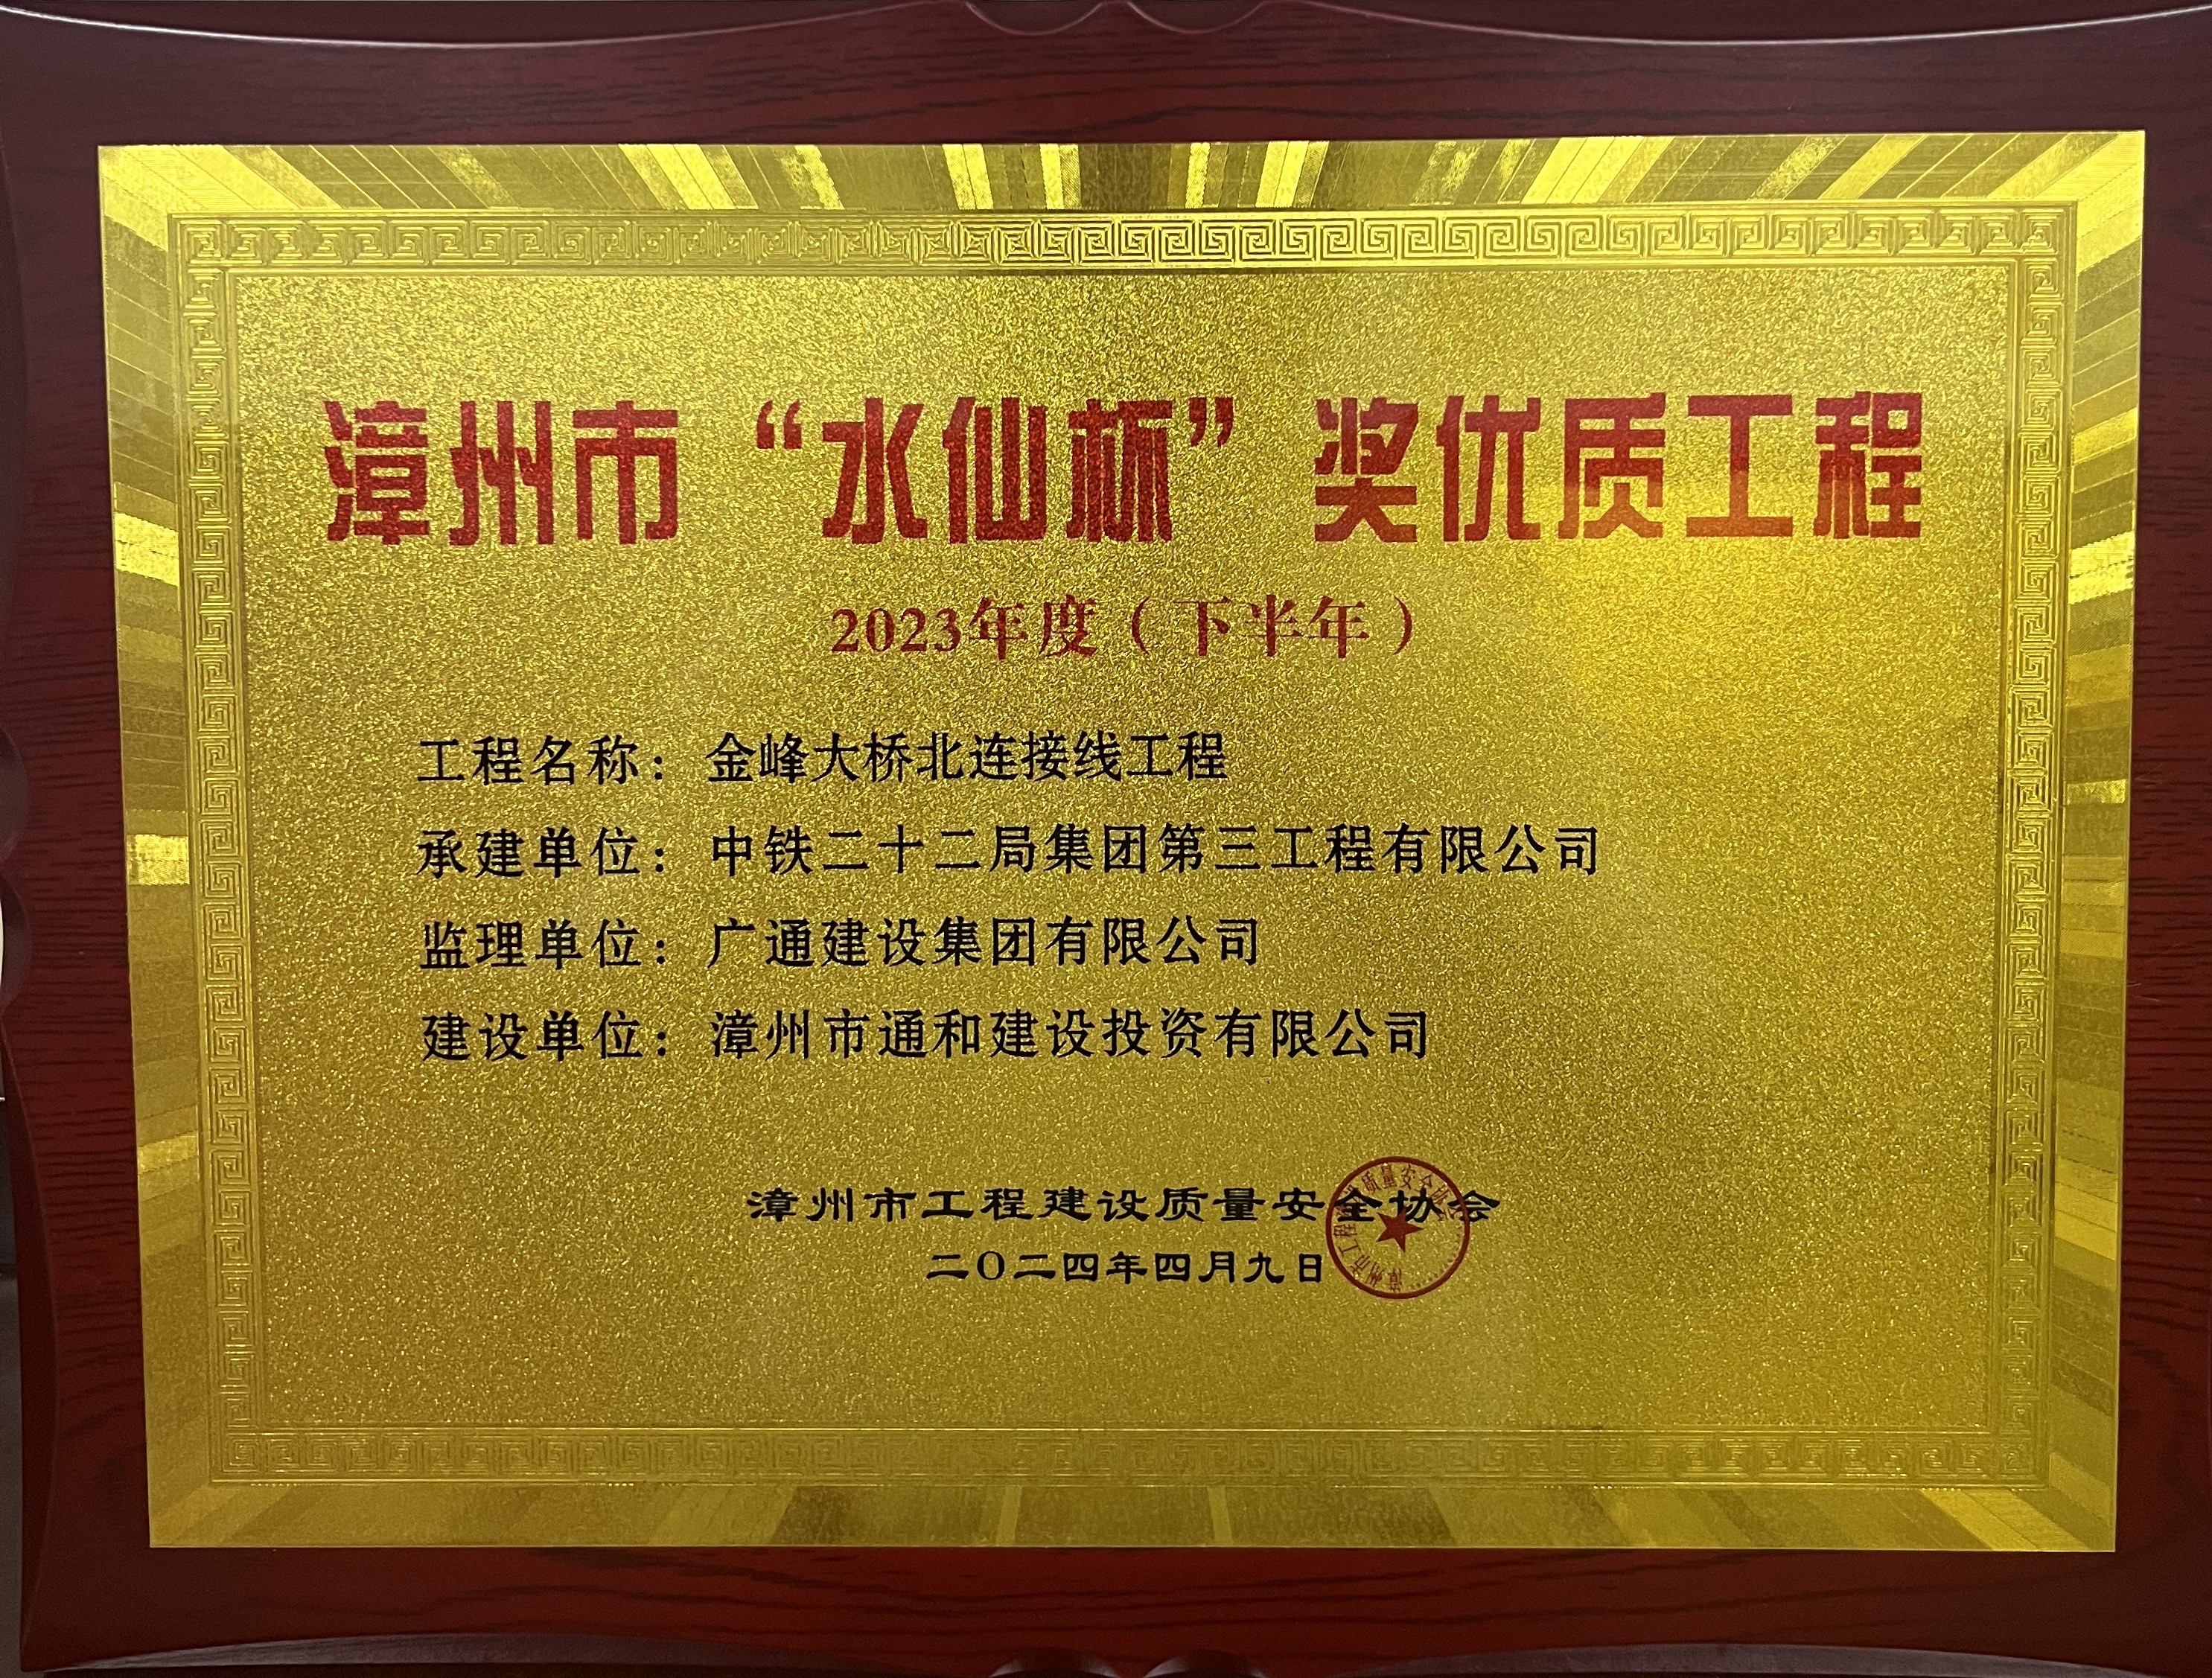 漳州市“水仙杯”奖优质工程
2023年度（下半年）
工程名称：金峰大桥北连接线工程
承建单位：中铁二十二局集团第三工程有限公司
监理单位：广通建设集团有限公司
建设单位：漳州市通和建设投资有限公司
漳州市工程建设质量安全协会
二〇二四年四月九日